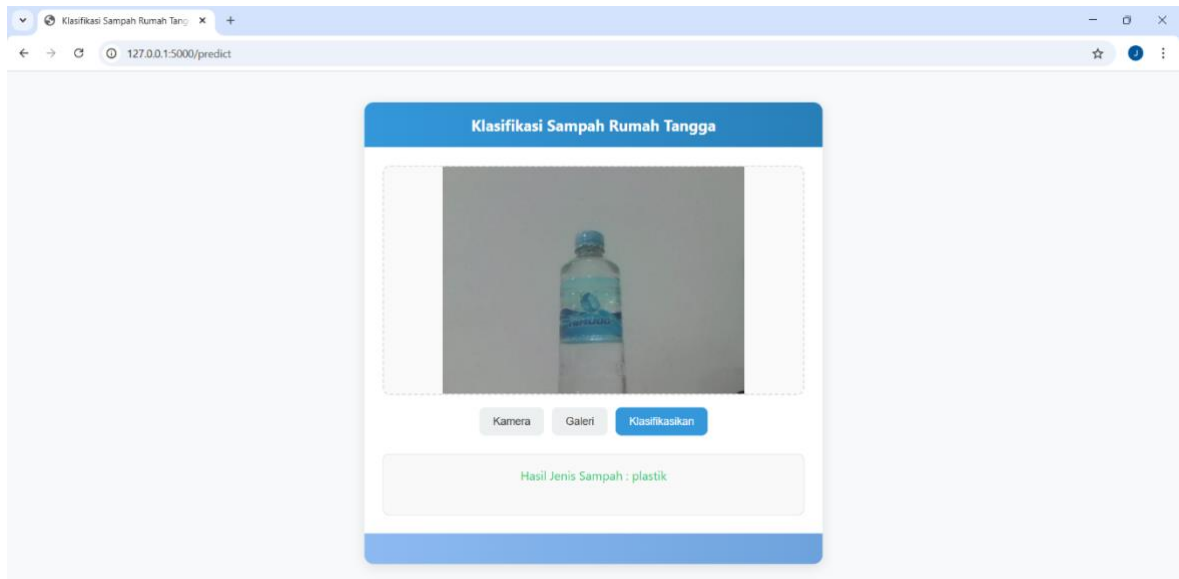 Klasifikasi Sampah Rumah Tang
127.0.0.1:5000/predict
J
Klasifikasi Sampah Rumah Tangga
Kamera Galeri Klasifikasikan
Hasil Jenis Sampah : plastik